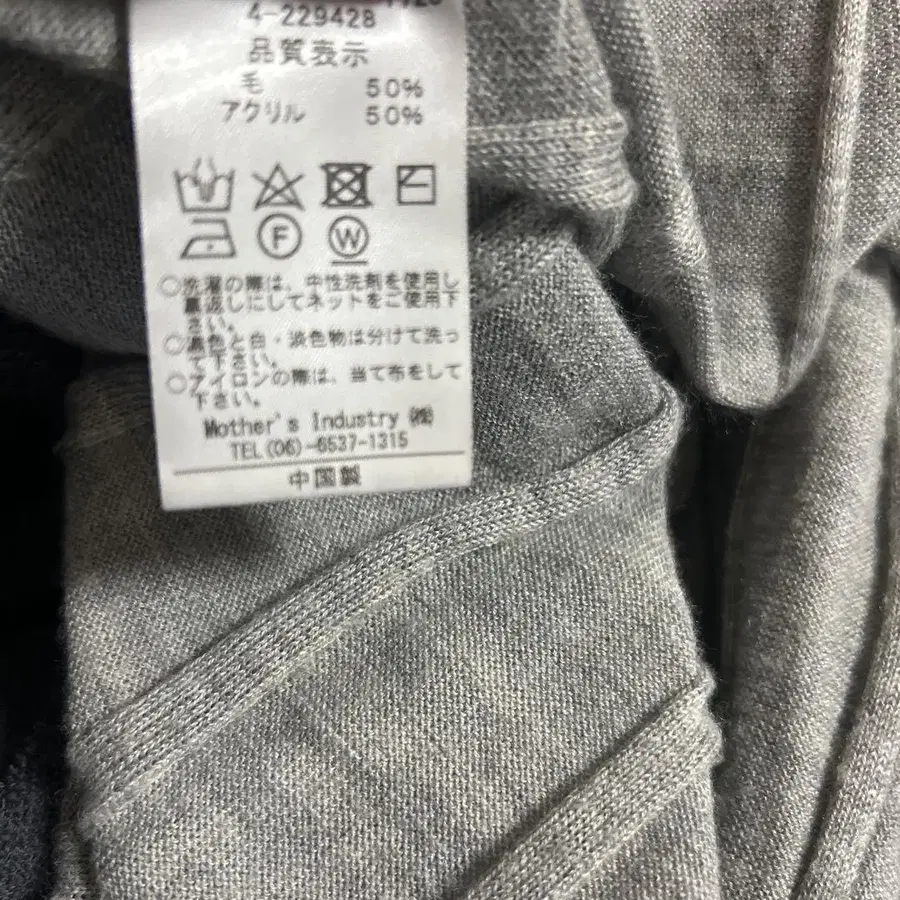 4-229428
品質表示
毛 50%
アクリル 50%
F W
○洗濯の際は、中性洗剤を使用し
裏返しにしてネットをご使用下
さい。
○濃色と白・淡色物は分けて洗っ
て下さい。
○アイロンの際は、当て布をして
下さい。
Mother's Industry ㈱
TEL(06)-6537-1315
中国製